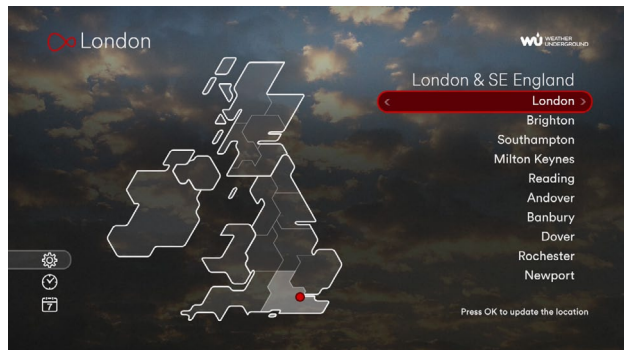 London
WEATHER
UNDERGROUND
London & SE England
London
Brighton
Southampton
Milton Keynes
Reading
Andover
Banbury
Dover
Rochester
Newport
7
Press OK to update the location